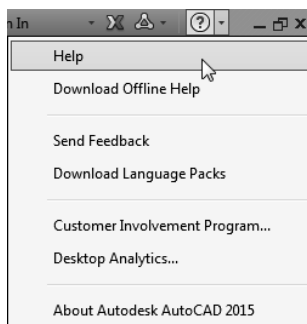 In
Help
Download Offline Help
Send Feedback
Download Language Packs
Customer Involvement Program...
Desktop Analytics...
About Autodesk AutoCAD 2015